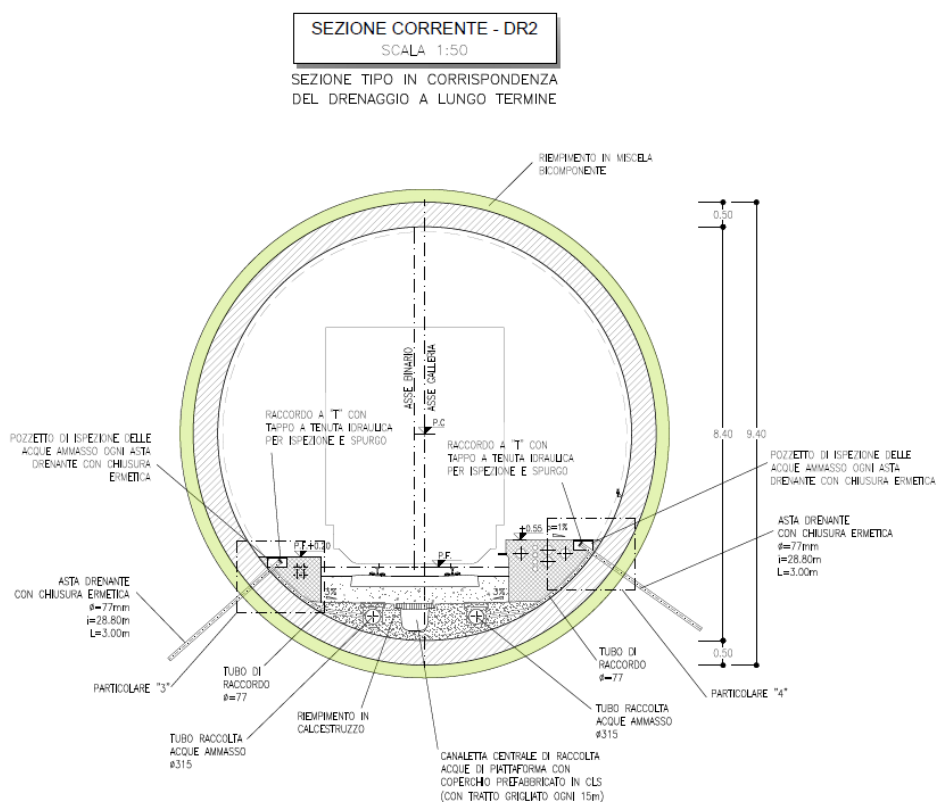 SEZIONE CORRENTE - DR2
SCALA 1:50
SEZIONE TIPO IN CORRISPONDENZA
DEL DRENAGGIO A LUNGO TERMINE
RIEMPIMENTO IN MISCELA
BICOMPONENTE
0.50
8.40
9.40
0.50
ASSE BINARIO
ASSE GALLERIA
P.C
RACCORDO A "T" CON
TAPPO A TENUTA IDRAULICA
PER ISPEZIONE E SPURGO
RACCORDO A "T" CON
TAPPO A TENUTA IDRAULICA
PER ISPEZIONE E SPURGO
POZZETTO DI ISPEZIONE DELLE
ACQUE AMMASSO OGNI ASTA
DRENANTE CON CHIUSURA
ERMETICA
POZZETTO DI ISPEZIONE DELLE
ACQUE AMMASSO OGNI ASTA
DRENANTE CON CHIUSURA ERMETICA
P.F.+0.20
P.F.
+0.55
=1%
3%
3%
ASTA DRENANTE
CON CHIUSURA ERMETICA
ø=77mm
i=28.80m
L=3.00m
ASTA DRENANTE
CON CHIUSURA ERMETICA
ø=77mm
i=28.80m
L=3.00m
PARTICOLARE "3"
TUBO DI
RACCORDO
ø=77
TUBO RACCOLTA
ACQUE AMMASSO
ø315
RIEMPIMENTO IN
CALCESTRUZZO
CANALETTA CENTRALE DI RACCOLTA
ACQUE DI PIATTAFORMA CON
COPERCHIO PREFABBRICATO IN CLS
(CON TRATTO GRIGLIATO OGNI 15m)
TUBO RACCOLTA
ACQUE AMMASSO
ø315
TUBO DI
RACCORDO
ø=77
PARTICOLARE "4"